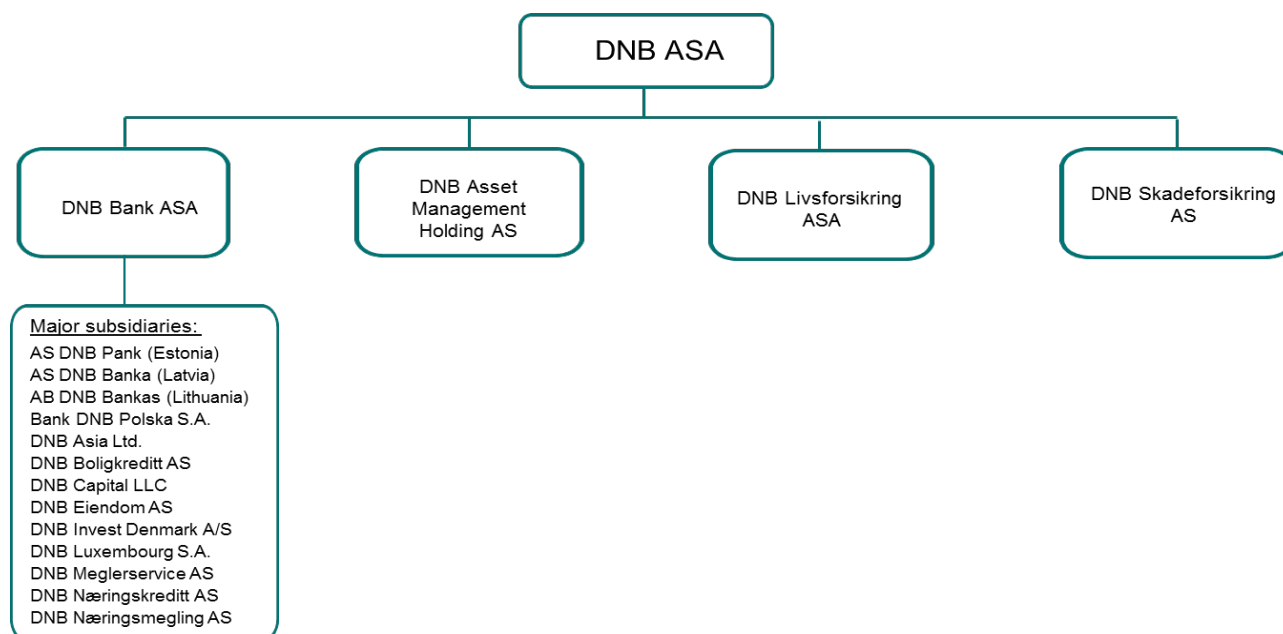 DNB ASA
DNB Bank ASA
DNB Asset
Management
Holding AS
DNB Livsforsikring
ASA
DNB Skadeforsikring
AS
Major subsidiaries:
AS DNB Pank (Estonia)
AS DNB Banka (Latvia)
AB DNB Bankas (Lithuania)
Bank DNB Polska S.A.
DNB Asia Ltd.
DNB Boligkreditt AS
DNB Capital LLC
DNB Eiendom AS
DNB Invest Denmark A/S
DNB Luxembourg S.A.
DNB Meglerservice AS
DNB Næringskreditt AS
DNB Næringsmegling AS